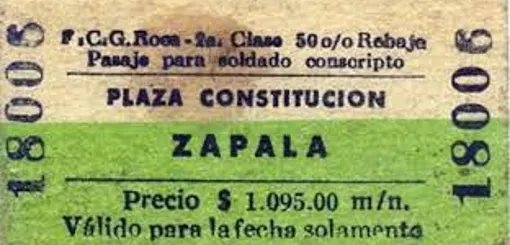 F.C.G.Roca-2a. Clase 50 o/o Rebaja
Pasaje para soldado conscripto
PLAZA CONSTITUCION
ZAPALA
Precio $ 1.095.00 m/n.
Válido para la fecha solamente
18006
18006